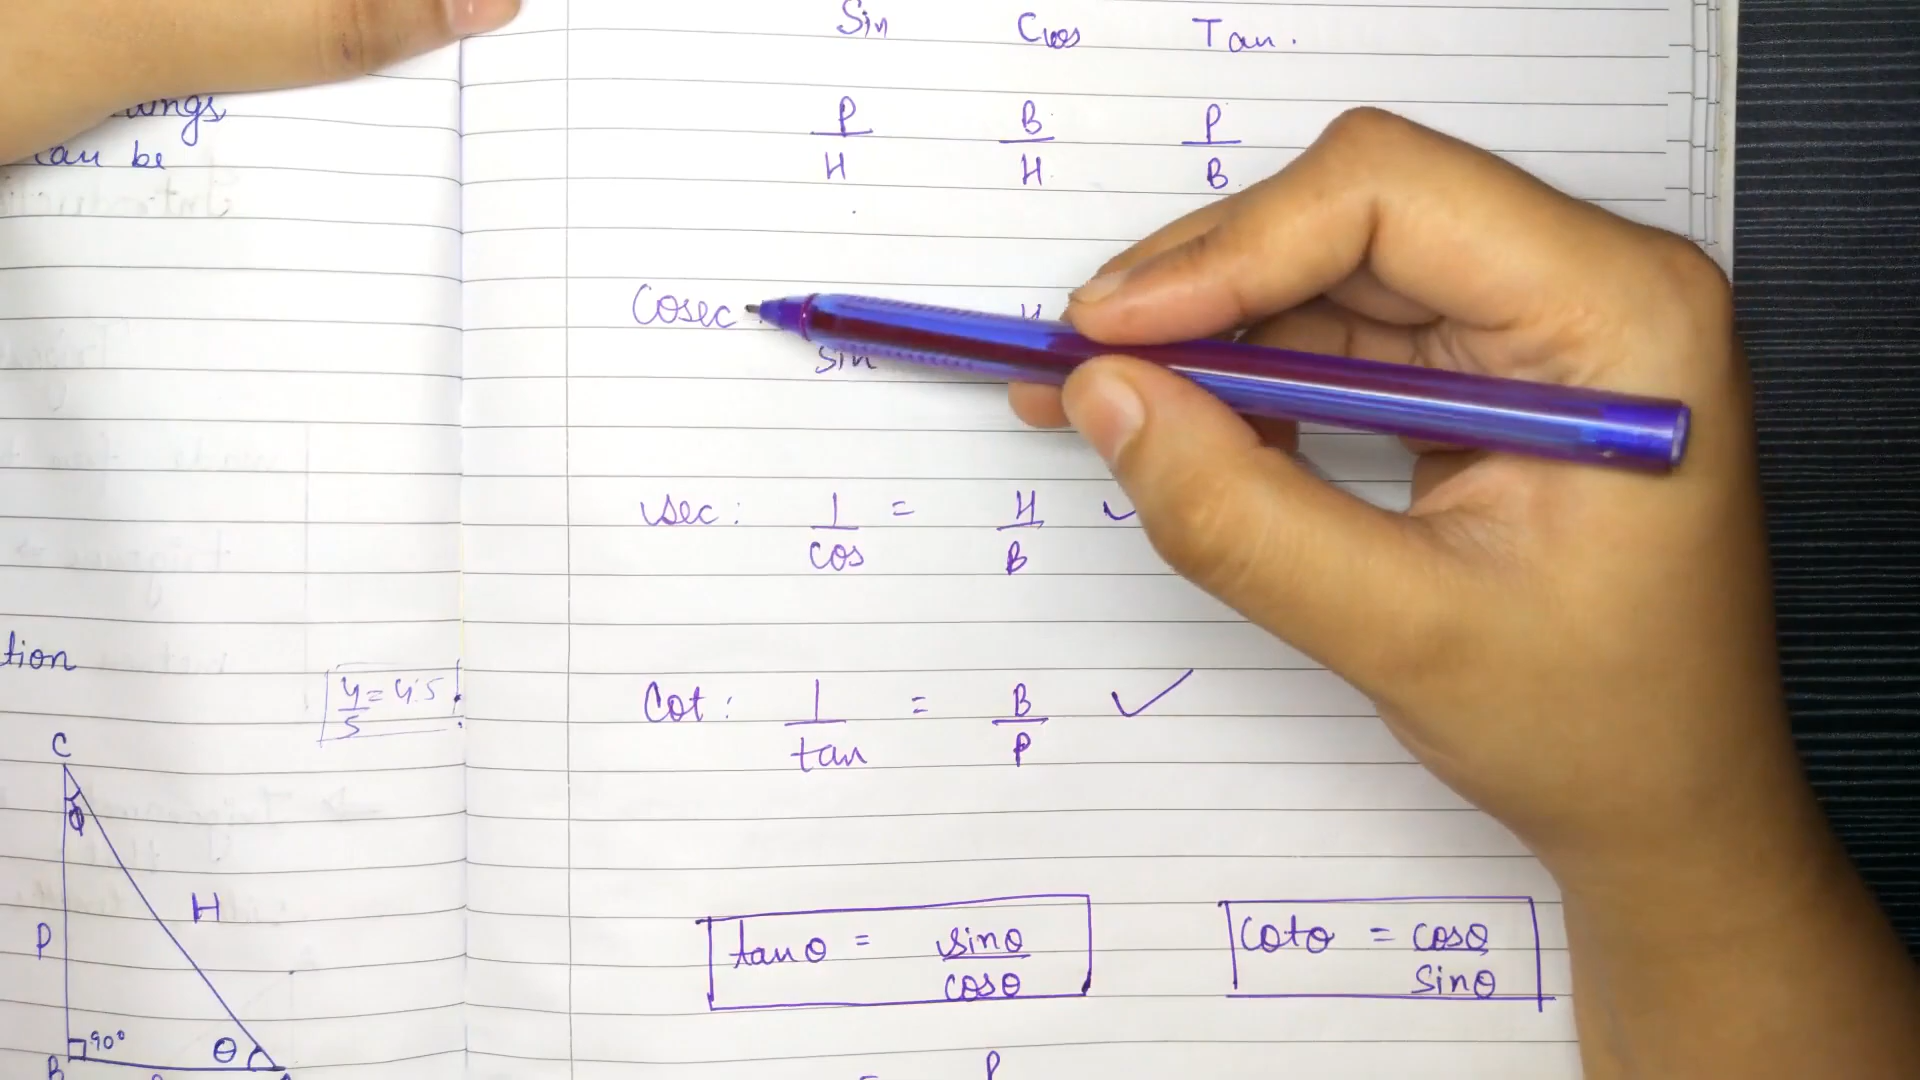 Sin Cos Tan.
P B P
H H B
can be
Cosec
sin
sec: 1 = H
cos B
tion
y = 4.5
5
Cot: 1 = B
tan P
C
H
P
tanθ = sinθ
cosθ
cotθ = cosθ
sinθ
90°
θ
B
P